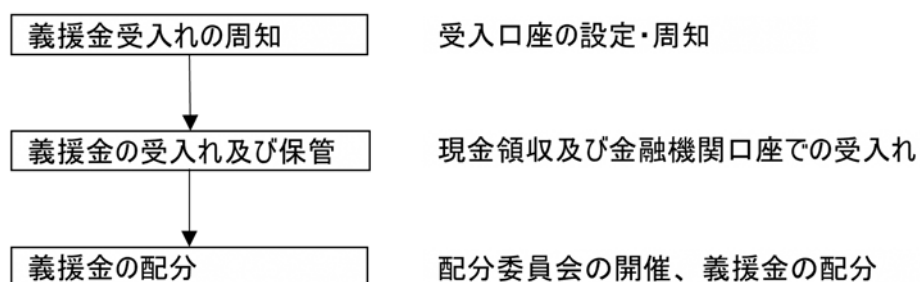 義援金受入れの周知　受入口座の設定・周知
義援金の受入れ及び保管　現金領収及び金融機関口座での受入れ
義援金の配分　配分委員会の開催、義援金の配分